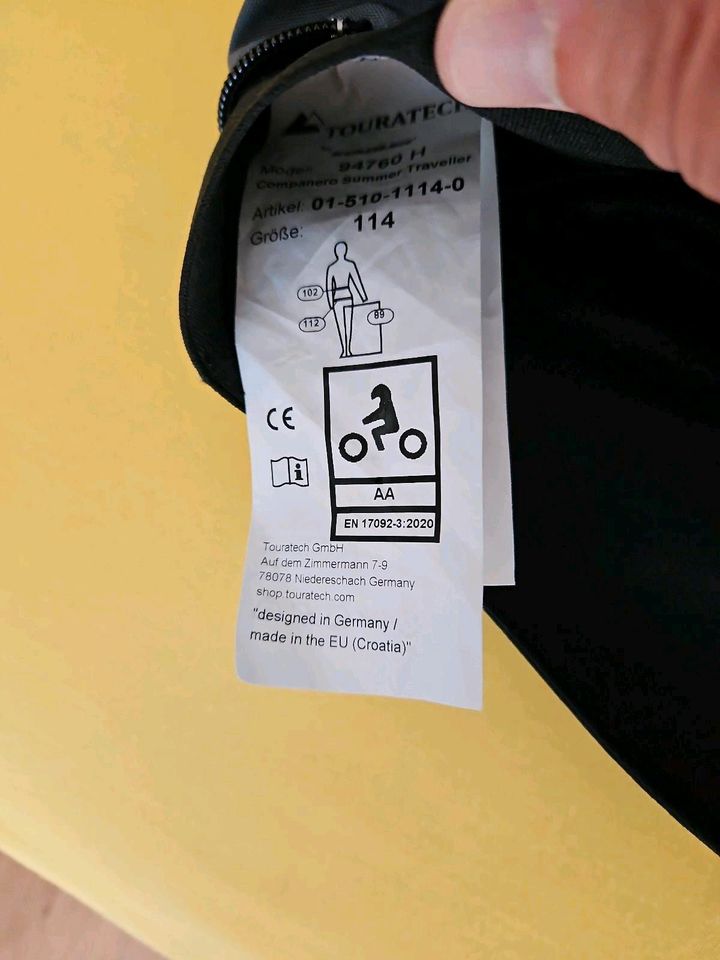 TOURATECH
Modell: 94760 H
Companero Summer Traveller
Artikel: 01-510-1114-0
Größe: 114
102
112
89
CE
i
AA
EN 17092-3:2020
Touratech GmbH
Auf dem Zimmermann 7-9
78078 Niedereschach Germany
shop.touratech.com
"designed in Germany /
made in the EU (Croatia)"